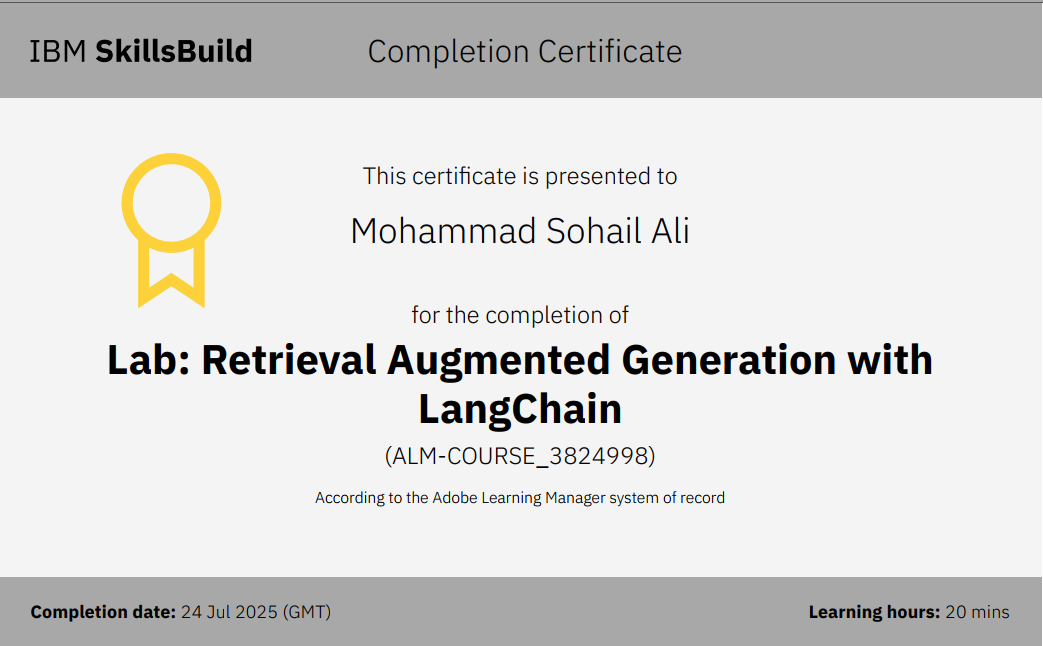 IBM SkillsBuild
Completion Certificate
This certificate is presented to
Mohammad Sohail Ali
for the completion of
Lab: Retrieval Augmented Generation with
LangChain
(ALM-COURSE_3824998)
According to the Adobe Learning Manager system of record
Completion date: 24 Jul 2025 (GMT)
Learning hours: 20 mins